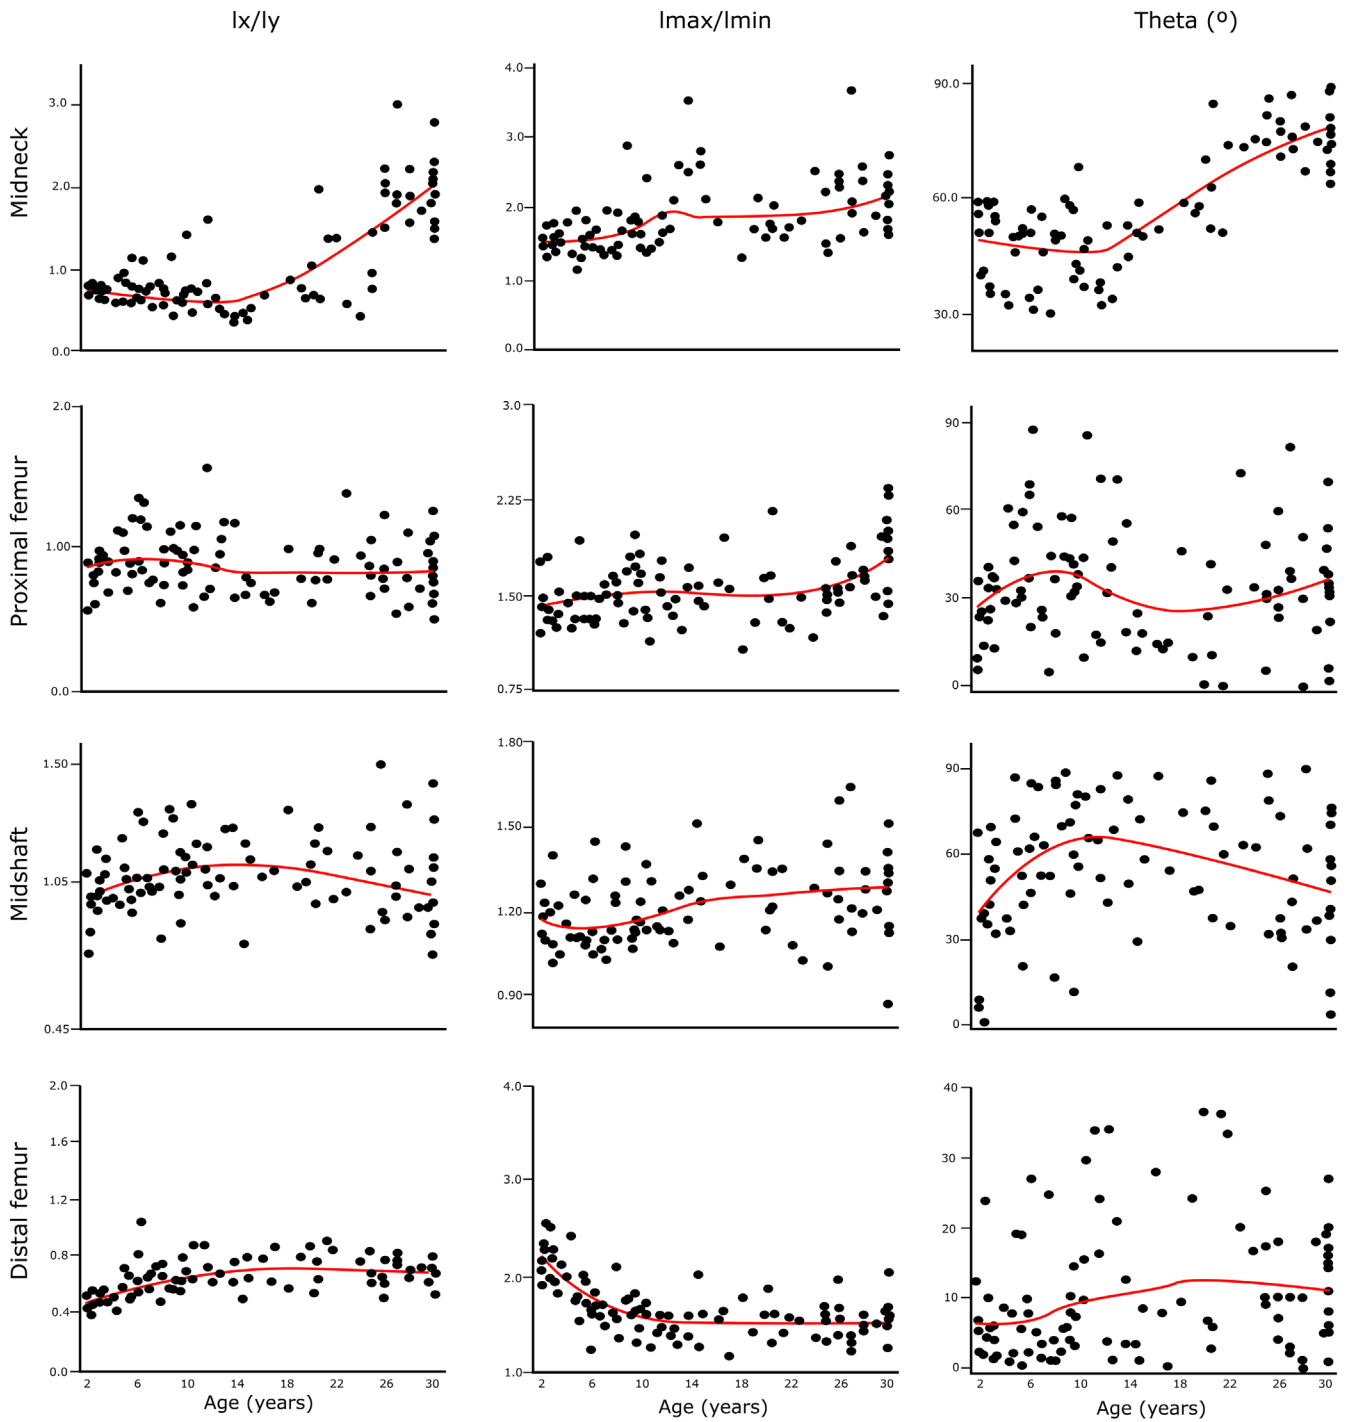 lx/ly lmax/lmin Theta (º)
Midneck
3.0 2.0 1.0 0.0
4.0 3.0 2.0 1.0 0.0
90.0 60.0 30.0
Proximal femur
2.0 1.00 0.0
3.0 2.25 1.50 0.75
90 60 30 0
Midshaft
1.50 1.05 0.45
1.80 1.50 1.20 0.90
90 60 30 0
Distal femur
2.0 1.6 1.2 0.8 0.4 0.0
4.0 3.0 2.0 1.0
40 30 20 10 0
2 6 10 14 18 22 26 30
2 6 10 14 18 22 26 30
2 6 10 14 18 22 26 30
Age (years) Age (years) Age (years)